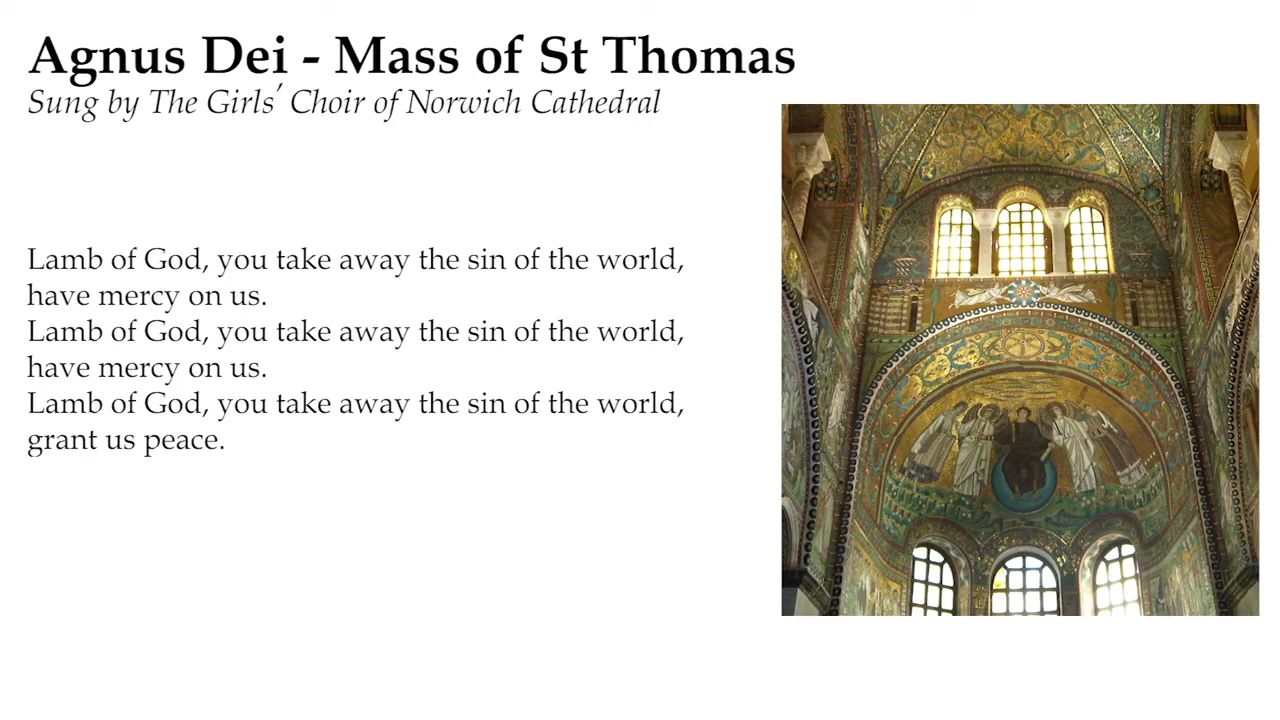 Agnus Dei - Mass of St Thomas
Sung by The Girls' Choir of Norwich Cathedral
Lamb of God, you take away the sin of the world,
have mercy on us.
Lamb of God, you take away the sin of the world,
have mercy on us.
Lamb of God, you take away the sin of the world,
grant us peace.